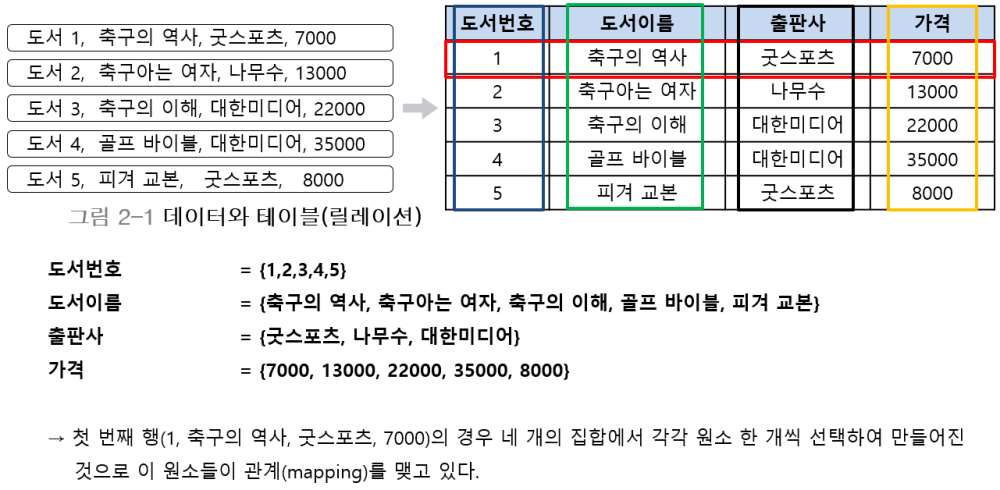 도서 1, 축구의 역사, 굿스포츠, 7000
도서 2, 축구아는 여자, 나무수, 13000
도서 3, 축구의 이해, 대한미디어, 22000
도서 4, 골프 바이블, 대한미디어, 35000
도서 5, 피겨 교본, 굿스포츠, 8000
그림 2-1 데이터와 테이블(릴레이션)
도서번호 도서이름 출판사 가격
1 축구의 역사 굿스포츠 7000
2 축구아는 여자 나무수 13000
3 축구의 이해 대한미디어 22000
4 골프 바이블 대한미디어 35000
5 피겨 교본 굿스포츠 8000
도서번호 = {1,2,3,4,5}
도서이름 = {축구의 역사, 축구아는 여자, 축구의 이해, 골프 바이블, 피겨 교본}
출판사 = {굿스포츠, 나무수, 대한미디어}
가격 = {7000, 13000, 22000, 35000, 8000}
→ 첫 번째 행(1, 축구의 역사, 굿스포츠, 7000)의 경우 네 개의 집합에서 각각 원소 한 개씩 선택하여 만들어진
것으로 이 원소들이 관계(mapping)를 맺고 있다.